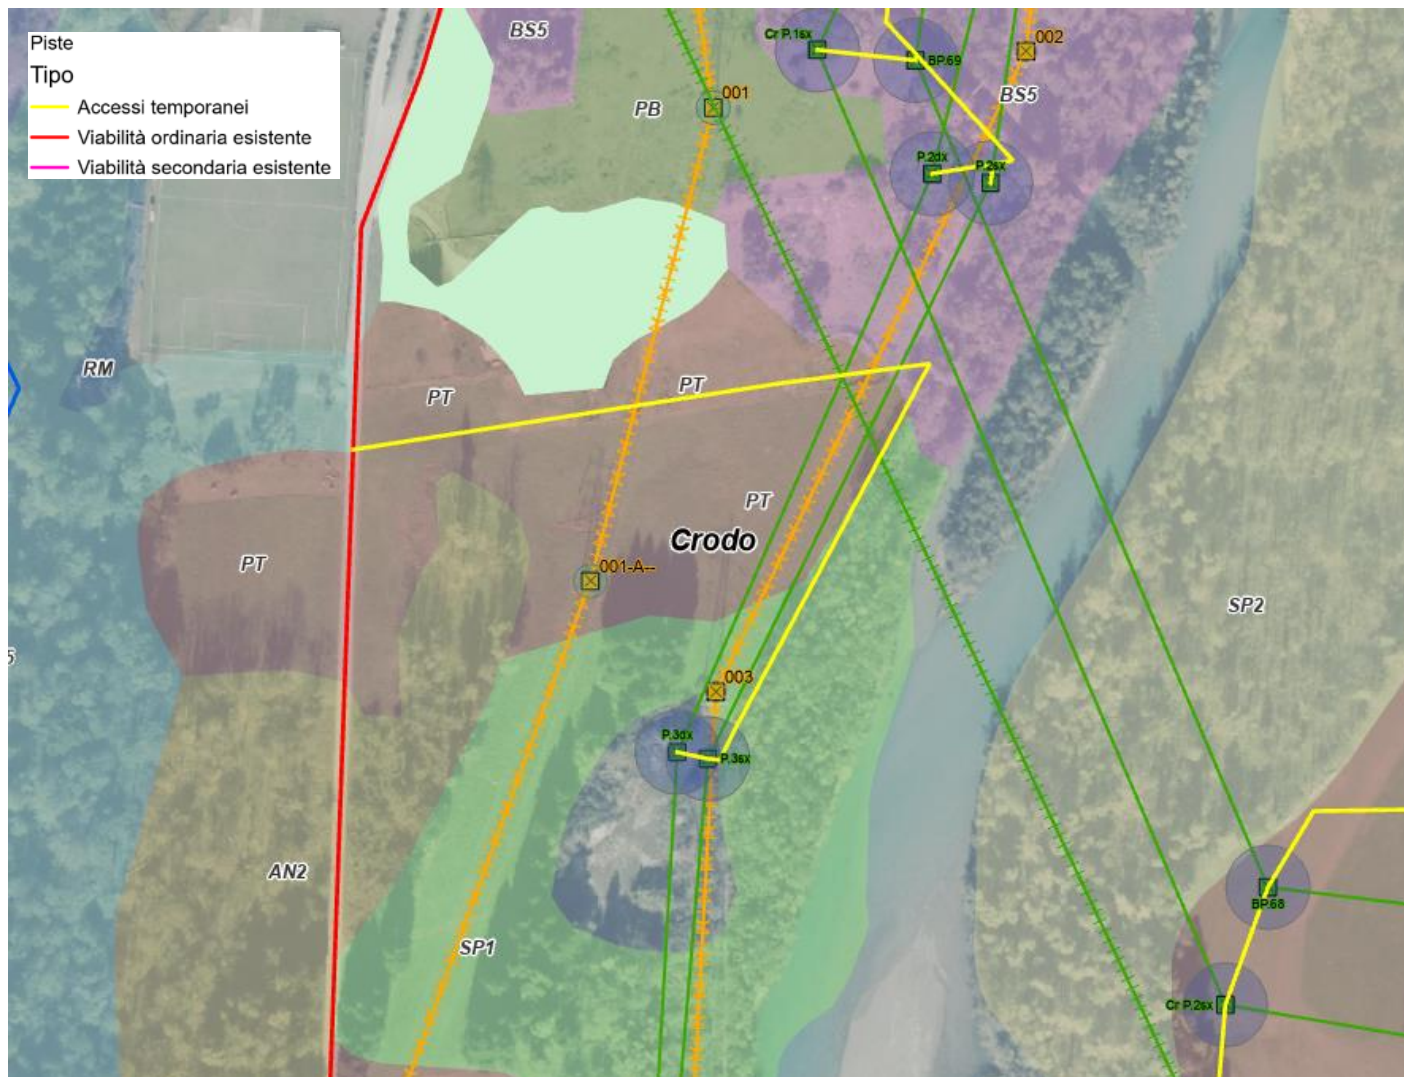 Piste
Tipo
Accessi temporanei
Viabilità ordinaria esistente
Viabilità secondaria esistente
BS5
Cr P.1sx
BP.69
002
001
PB
BS5
P.2dx
P.2sx
RM
PT
PT
PT
Crodo
PT
001-A--
SP2
5
003
P.3dx
P.3sx
AN2
BP.68
SP1
Cr P.2sx